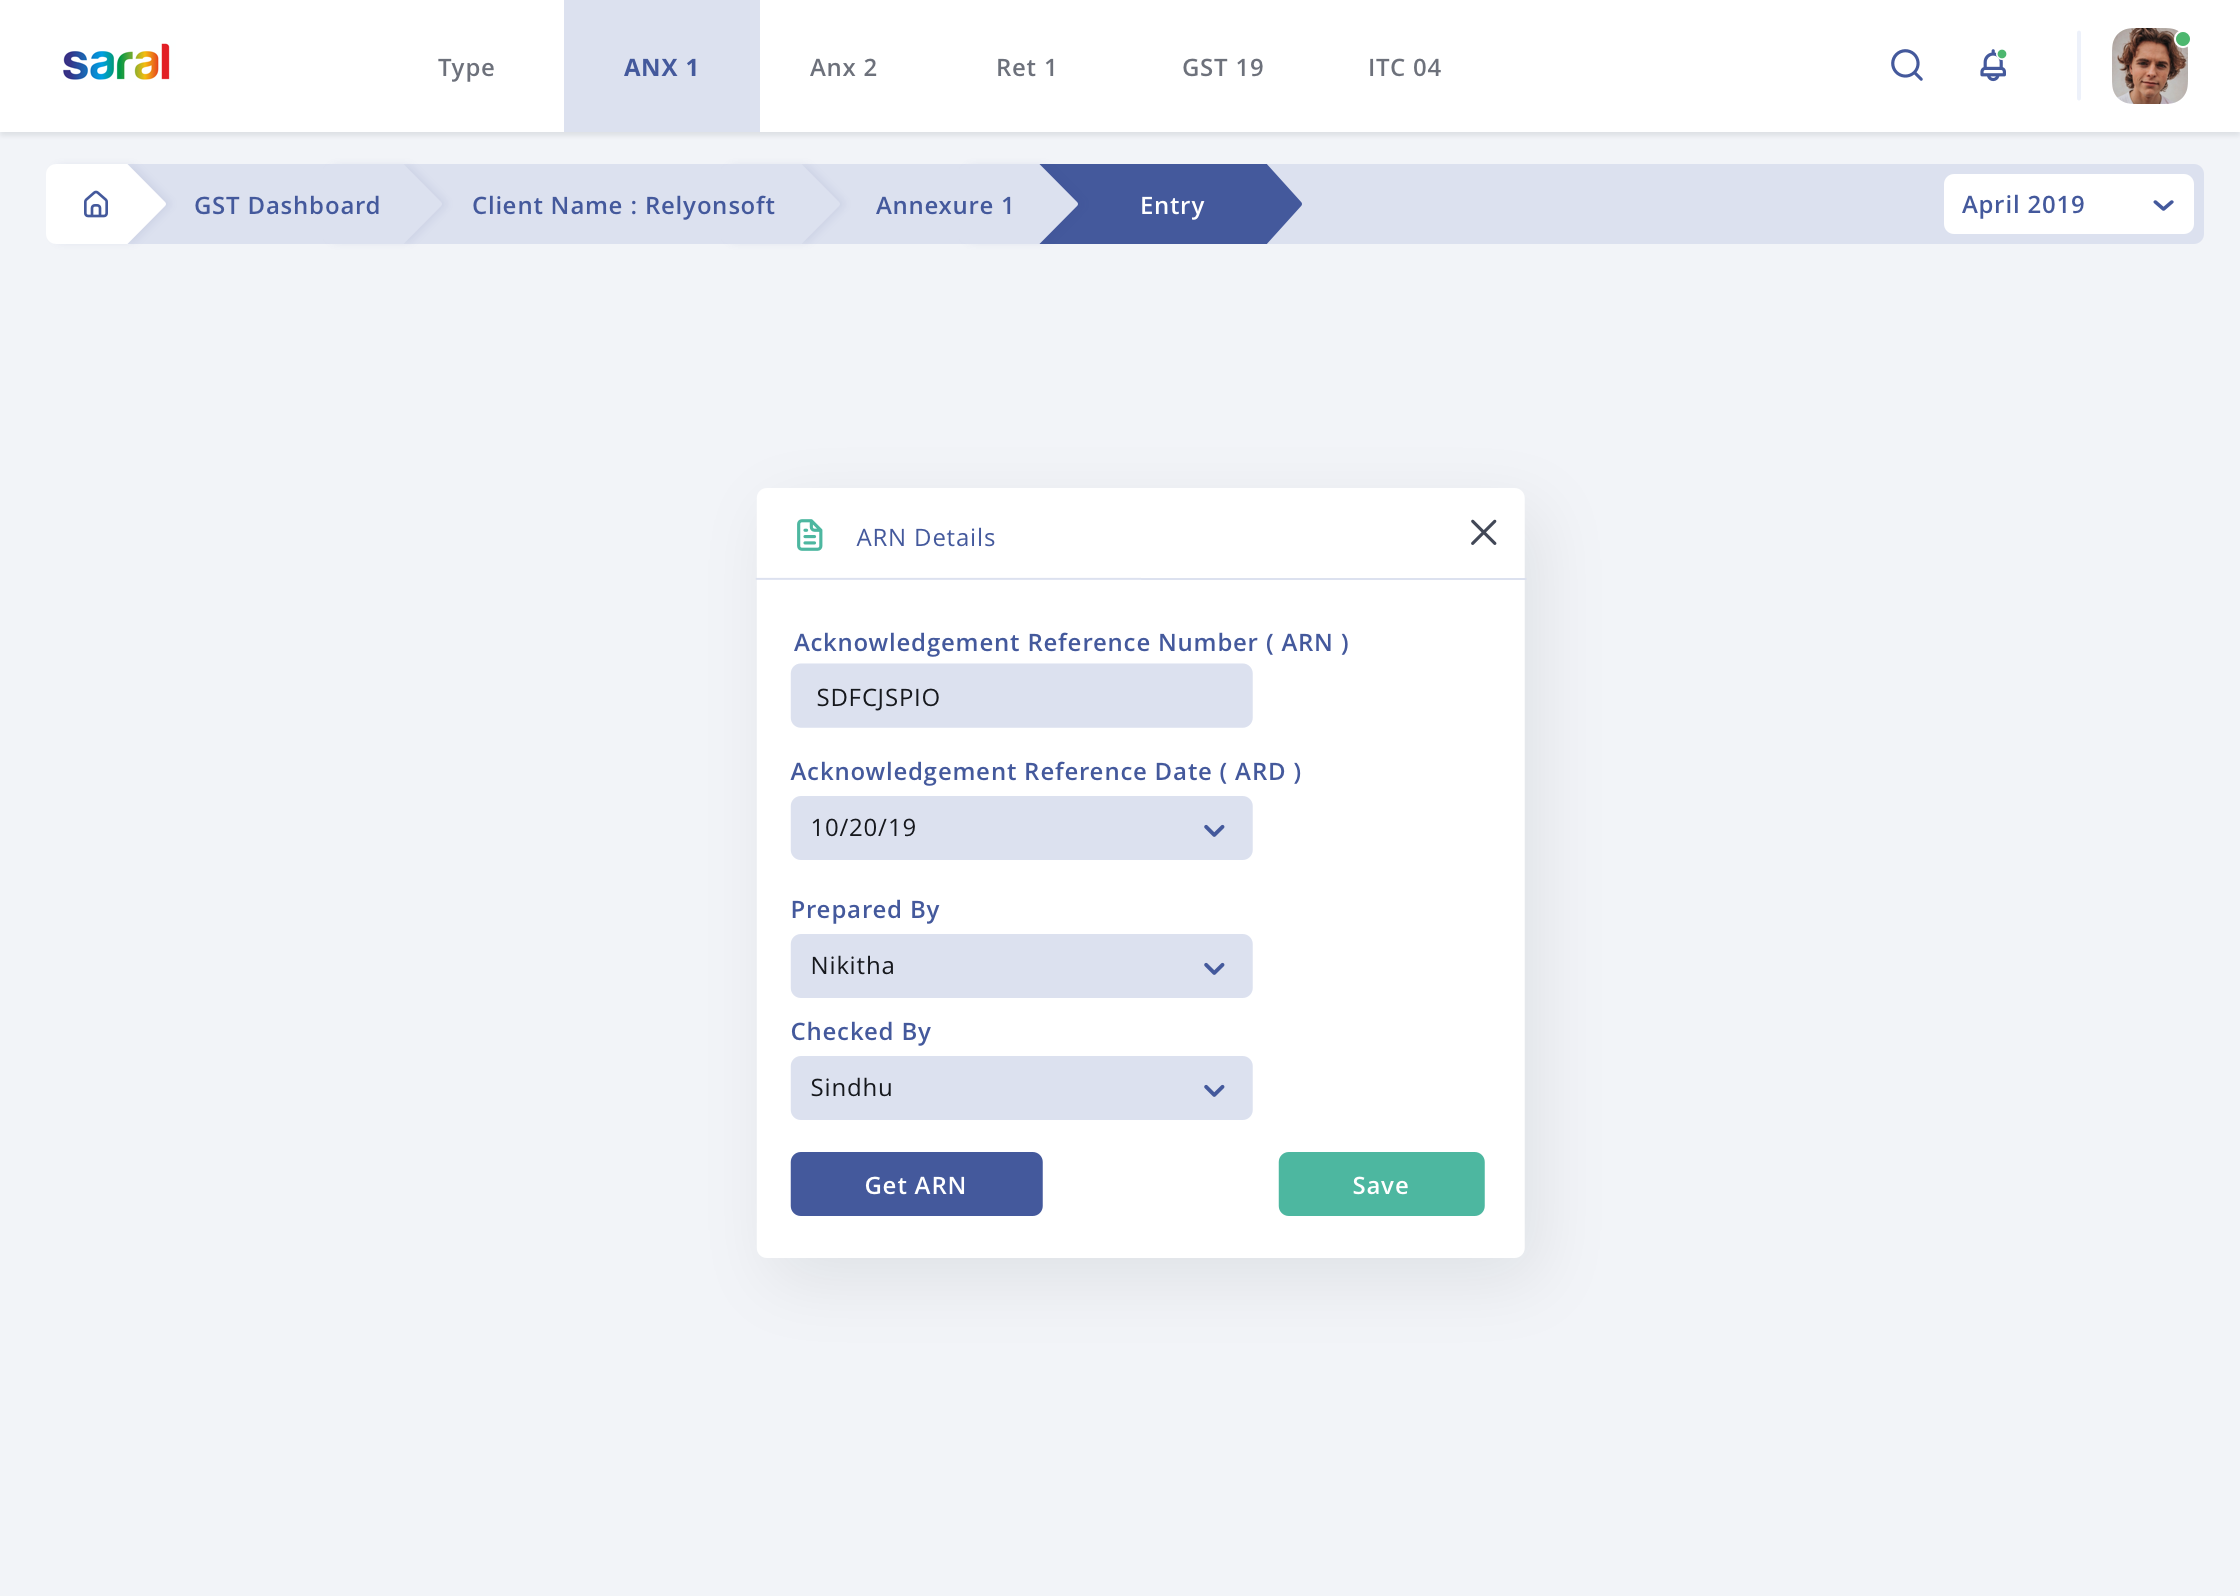 saral
Type ANX 1 Anx 2 Ret 1 GST 19 ITC 04
GST Dashboard Client Name : Relyonsoft Annexure 1 Entry April 2019
ARN Details
Acknowledgement Reference Number ( ARN )
SDFCJSPIO
Acknowledgement Reference Date ( ARD )
10/20/19
Prepared By
Nikitha
Checked By
Sindhu
Get ARN Save